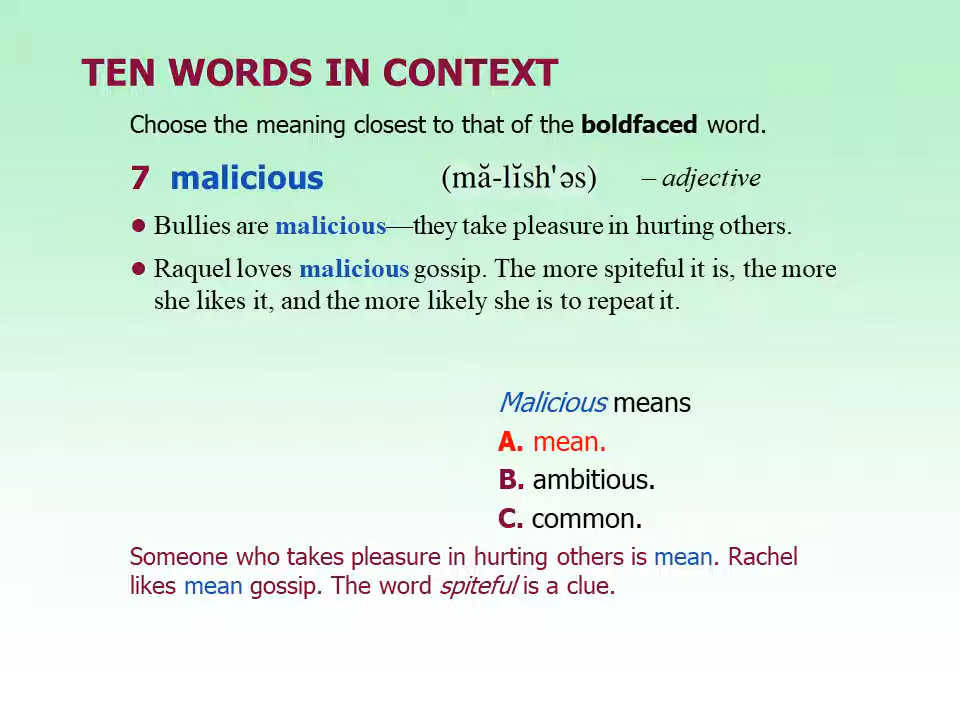 TEN WORDS IN CONTEXT
Choose the meaning closest to that of the boldfaced word.
7 malicious (mă-lĭsh'əs) – adjective
● Bullies are malicious—they take pleasure in hurting others.
● Raquel loves malicious gossip. The more spiteful it is, the more
she likes it, and the more likely she is to repeat it.
Malicious means
A. mean.
B. ambitious.
C. common.
Someone who takes pleasure in hurting others is mean. Rachel
likes mean gossip. The word spiteful is a clue.